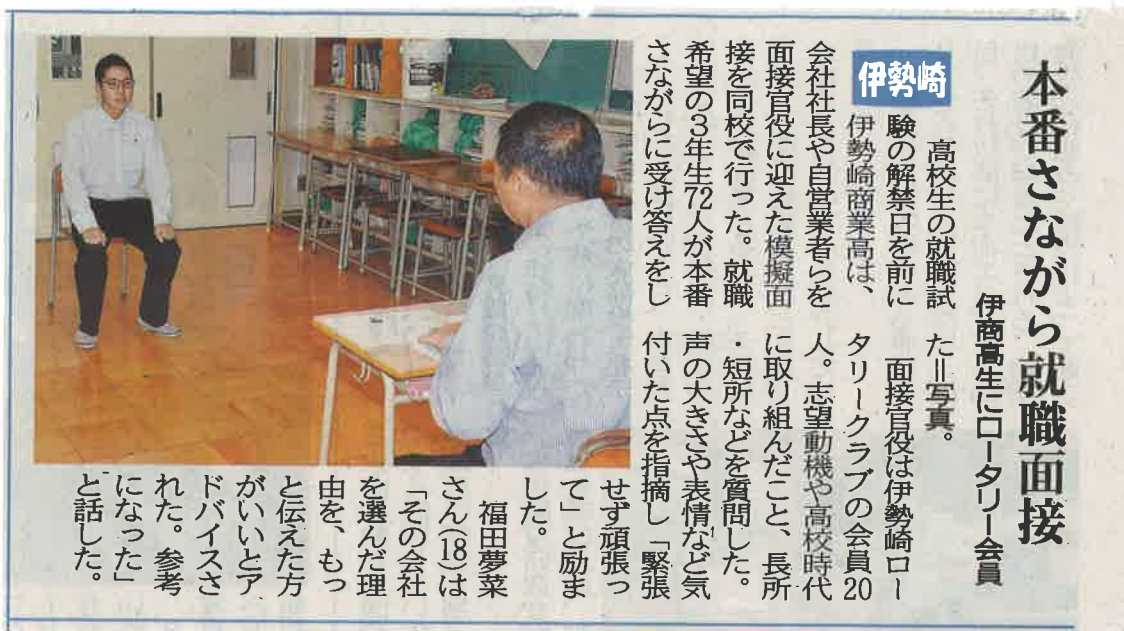 本番さながら就職面接
伊商高生にロータリー会員
伊勢崎
高校生の就職試
験の解禁日を前に
伊勢崎商業高は、
会社社長や自営業者らを
面接官役に迎えた模擬面
接を同校で行った。就職
希望の3年生72人が本番
さながらに受け答えをし
た＝写真。
面接官役は伊勢崎ロー
タリークラブの会員20
人。志望動機や高校時代
に取り組んだこと、長所
・短所などを質問した。
声の大きさや表情など気
付いた点を指摘し「緊張
せず頑張っ
て」と励ま
した。
福田夢菜
さん(18)は
「その会社
を選んだ理
由を、もっ
と伝えた方
がいいとア
ドバイスさ
れた。参考
になった」
と話した。